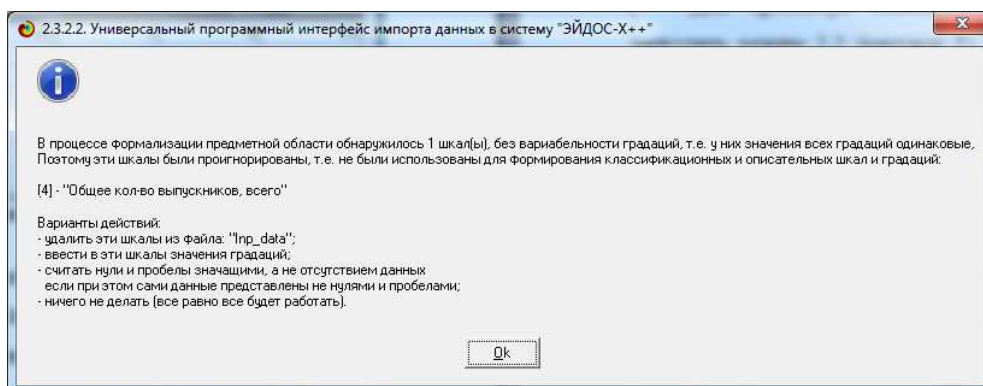 2.3.2.2. Универсальный программный интерфейс импорта данных в систему "ЭЙДОС-X++"
В процессе формализации предметной области обнаружилось 1 шкал(ы), без вариабельности градаций, т.е. у них значения всех градаций одинаковые,
Поэтому эти шкалы были проигнорированы, т.е. не были использованы для формирования классификационных и описательных шкал и градаций:
[4] - "Общее кол-во выпускников, всего"
Варианты действий:
- удалить эти шкалы из файла: "Inp_data";
- ввести в эти шкалы значения градаций;
- считать нули и пробелы значащими, а не отсутствием данных
если при этом сами данные представлены не нулями и пробелами;
- ничего не делать (все равно все будет работать).
Ok